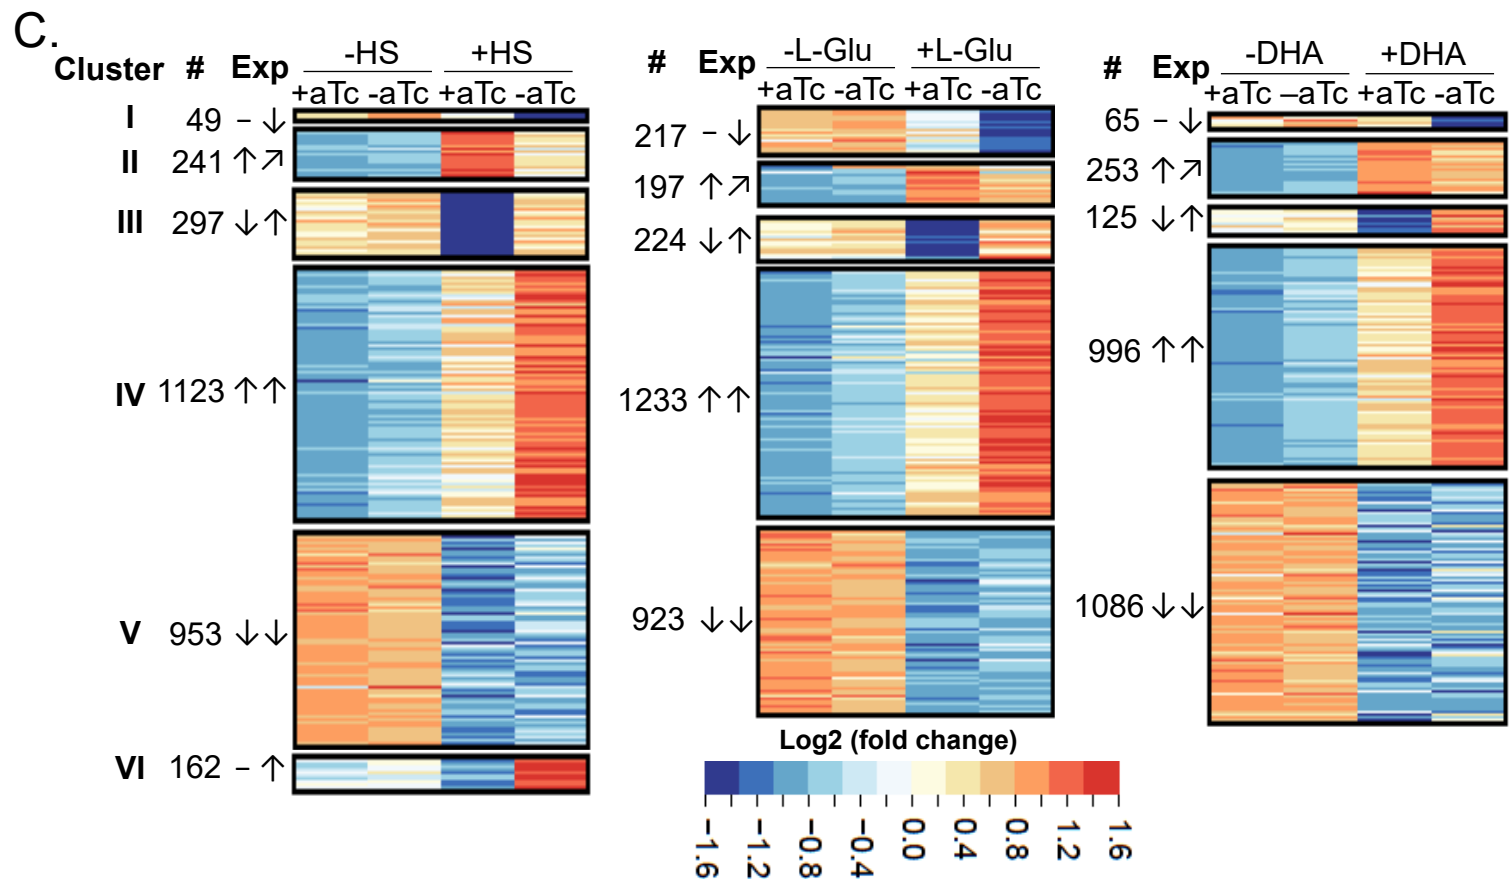 C.
Cluster # Exp -HS +HS
+aTc -aTc +aTc -aTc
I 49 – ↓
II 241 ↑↗
III 297 ↓↑
IV 1123 ↑↑
V 953 ↓↓
VI 162 – ↑
# Exp -L-Glu +L-Glu
+aTc -aTc +aTc -aTc
217 – ↓
197 ↑↗
224 ↓↑
1233 ↑↑
923 ↓↓
# Exp -DHA +DHA
+aTc –aTc +aTc -aTc
65 – ↓
253 ↑↗
125 ↓↑
996 ↑↑
1086 ↓↓
Log2 (fold change)
−1.6 −1.2 −0.8 −0.4 0.0 0.4 0.8 1.2 1.6